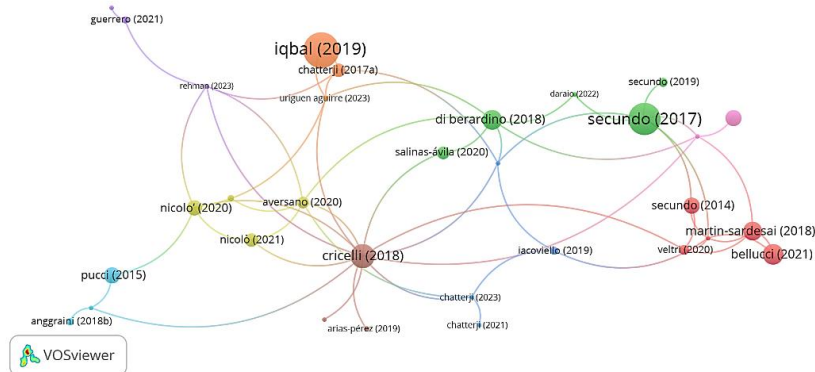 guerrero (2021)
iqbal (2019)
chatterji (2017a)
rehman (2023)
uriguen aguirre (2023)
secundo (2019)
daraio (2022)
di berardino (2018)
secundo (2017)
salinas-ávila (2020)
nicolo' (2020)
aversano (2020)
secundo (2014)
martin-sardesai (2018)
nicolò (2021)
cricelli (2018)
iacoviello (2019)
veltri (2020)
bellucci (2021)
pucci (2015)
chatterji (2023)
anggraini (2018b)
arias-pérez (2019)
chatterji (2021)
VOSviewer